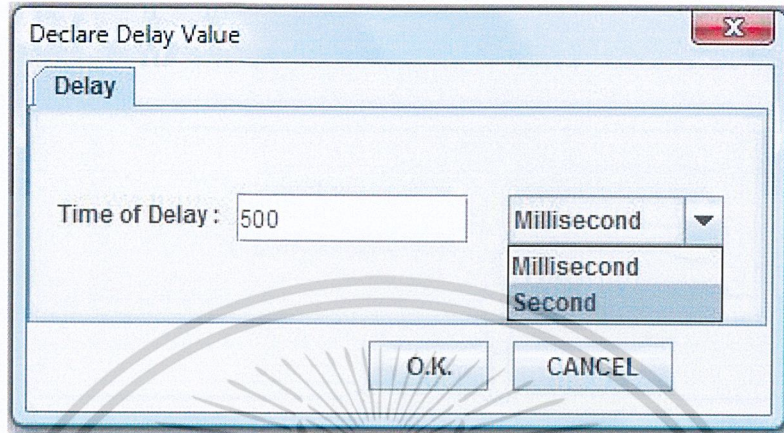 Declare Delay Value
Delay
Time of Delay : 500 Millisecond
Millisecond
Second
O.K. CANCEL